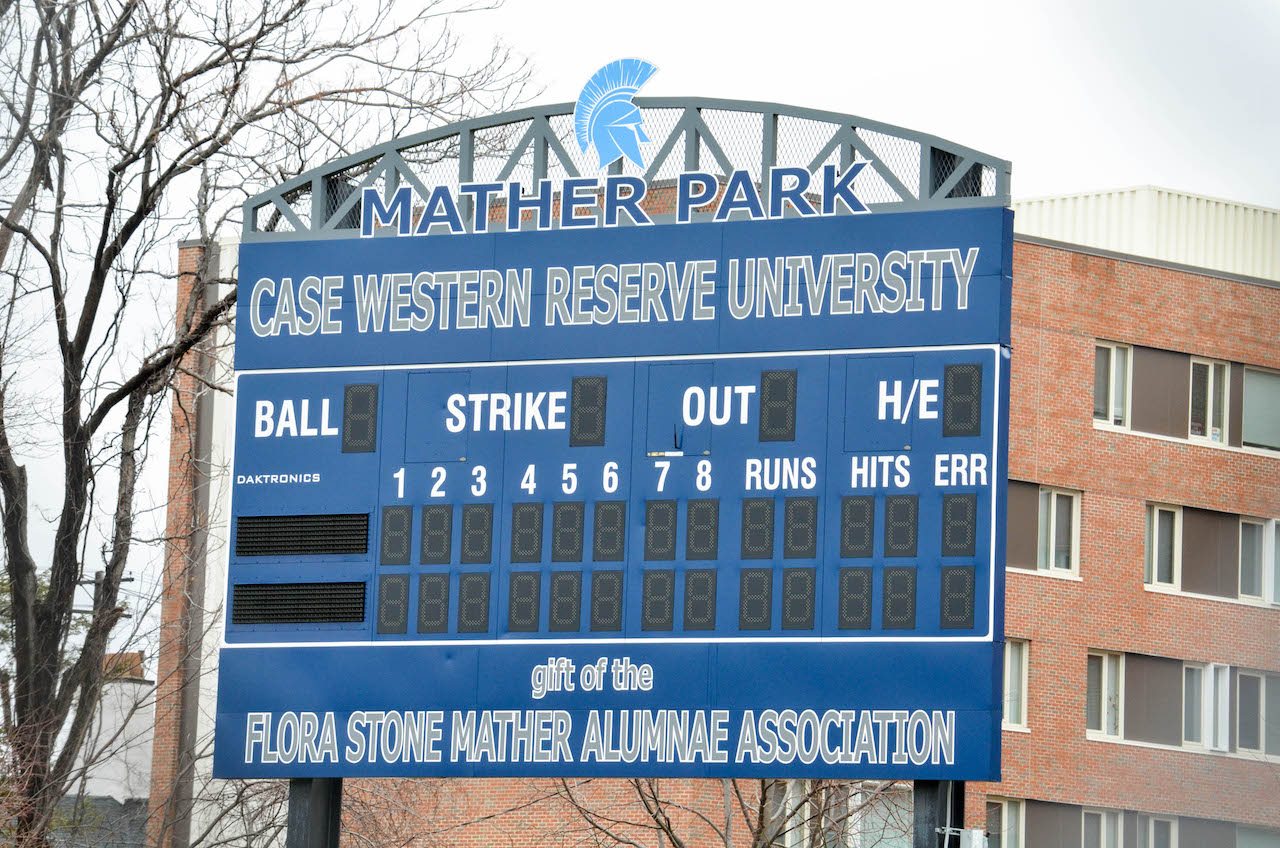 MATHER PARK
CASE WESTERN RESERVE UNIVERSITY
BALL STRIKE OUT H/E
DAKTRONICS
1 2 3 4 5 6 7 8 RUNS HITS ERR
gift of the
FLORA STONE MATHER ALUMNAE ASSOCIATION